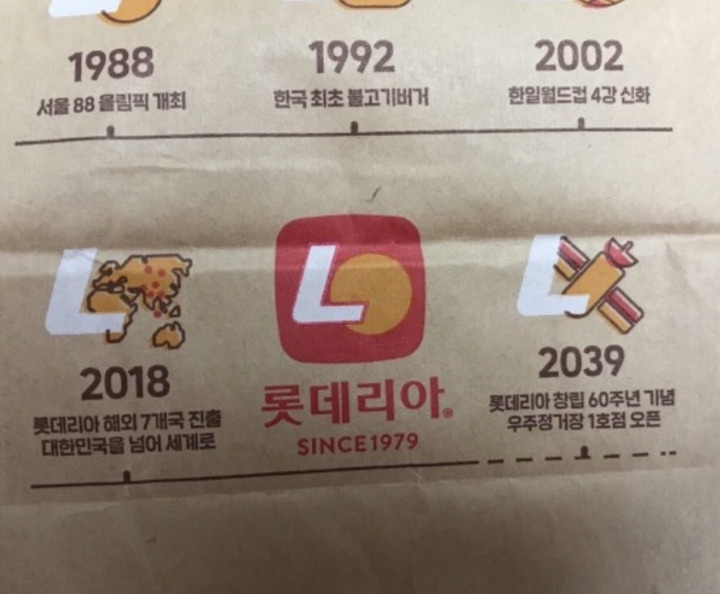 1988
서울 88 올림픽 개최
1992
한국 최초 불고기버거
2002
한일월드컵 4강 신화
2018
롯데리아 해외 7개국 진출
대한민국을 넘어 세계로
롯데리아®
SINCE 1979
2039
롯데리아 창립 60주년 기념
우주정거장 1호점 오픈